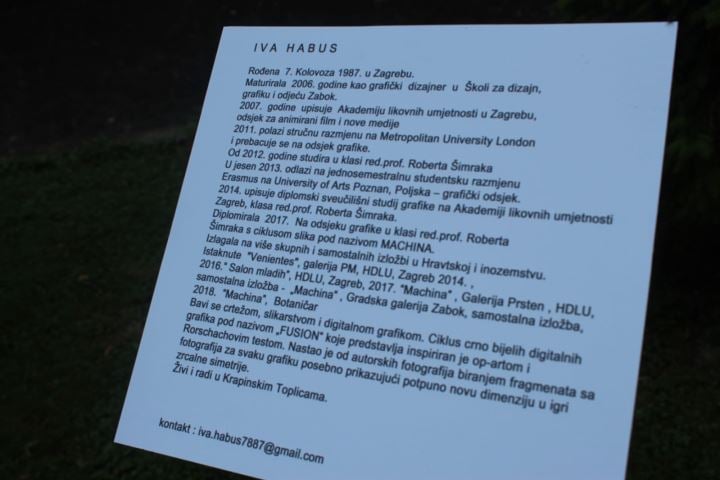 IVA HABUS
Rođena 7. Kolovoza 1987. u Zagrebu.
Maturirala 2006. godine kao grafički dizajner u Školi za dizajn,
grafiku i odjeću Zabok.
2007. godine upisuje Akademiju likovnih umjetnosti u Zagrebu,
odsjek za animirani film i nove medije
2011. polazi stručnu razmjenu na Metropolitan University London
i prebacuje se na odsjek grafike.
Od 2012. godine studira u klasi red.prof. Roberta Šimraka
U jesen 2013. odlazi na jednosemestralnu studentsku razmjenu
Erasmus na University of Arts Poznan, Poljska – grafički odsjek.
2014. upisuje diplomski sveučilišni studij grafike na Akademiji likovnih umjetnosti
Zagreb, klasa red.prof. Roberta Šimraka.
Diplomirala 2017. Na odsjeku grafike u klasi red.prof. Roberta
Šimraka s ciklusom slika pod nazivom MACHINA.
Izlagala na više skupnih i samostalnih izložbi u Hravtskoj i inozemstvu.
Istaknute "Venientes", galerija PM, HDLU, Zagreb 2014. ,
2016." Salon mladih", HDLU, Zagreb, 2017. "Machina" , Galerija Prsten , HDLU,
samostalna izložba - „Machina" , Gradska galerija Zabok, samostalna izložba,
2018. "Machina", Botaničar
Bavi se crtežom, slikarstvom i digitalnom grafikom. Ciklus crno bijelih digitalnih
grafika pod nazivom „FUSION" koje predstavlja inspiriran je op-artom i
Rorschachovim testom. Nastao je od autorskih fotografija biranjem fragmenata sa
fotografija za svaku grafiku posebno prikazujući potpuno novu dimenziju u igri
zrcalne simetrije.
Živi i radi u Krapinskim Toplicama.
kontakt : iva.habus7887@gmail.com